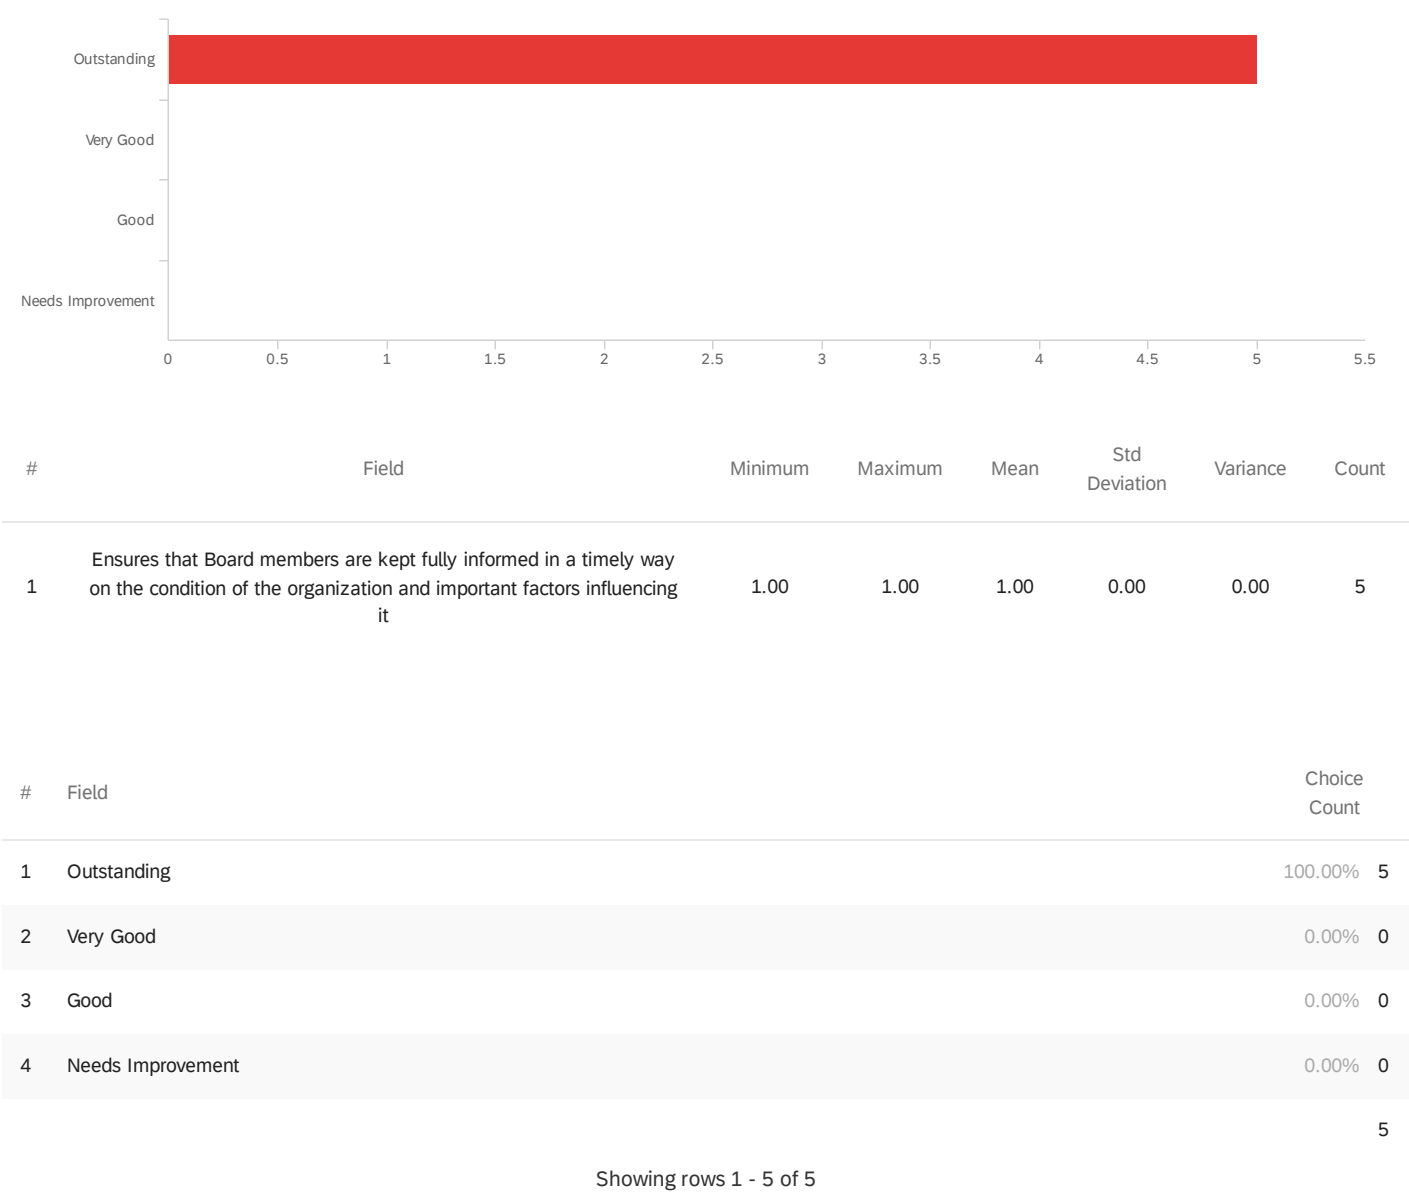 Outstanding
Very Good
Good
Needs Improvement
0 0.5 1 1.5 2 2.5 3 3.5 4 4.5 5 5.5
# Field Minimum Maximum Mean Std Deviation Variance Count
1 Ensures that Board members are kept fully informed in a timely way
on the condition of the organization and important factors influencing
it 1.00 1.00 1.00 0.00 0.00 5
# Field Choice Count
1 Outstanding 100.00% 5
2 Very Good 0.00% 0
3 Good 0.00% 0
4 Needs Improvement 0.00% 0
5
Showing rows 1 - 5 of 5